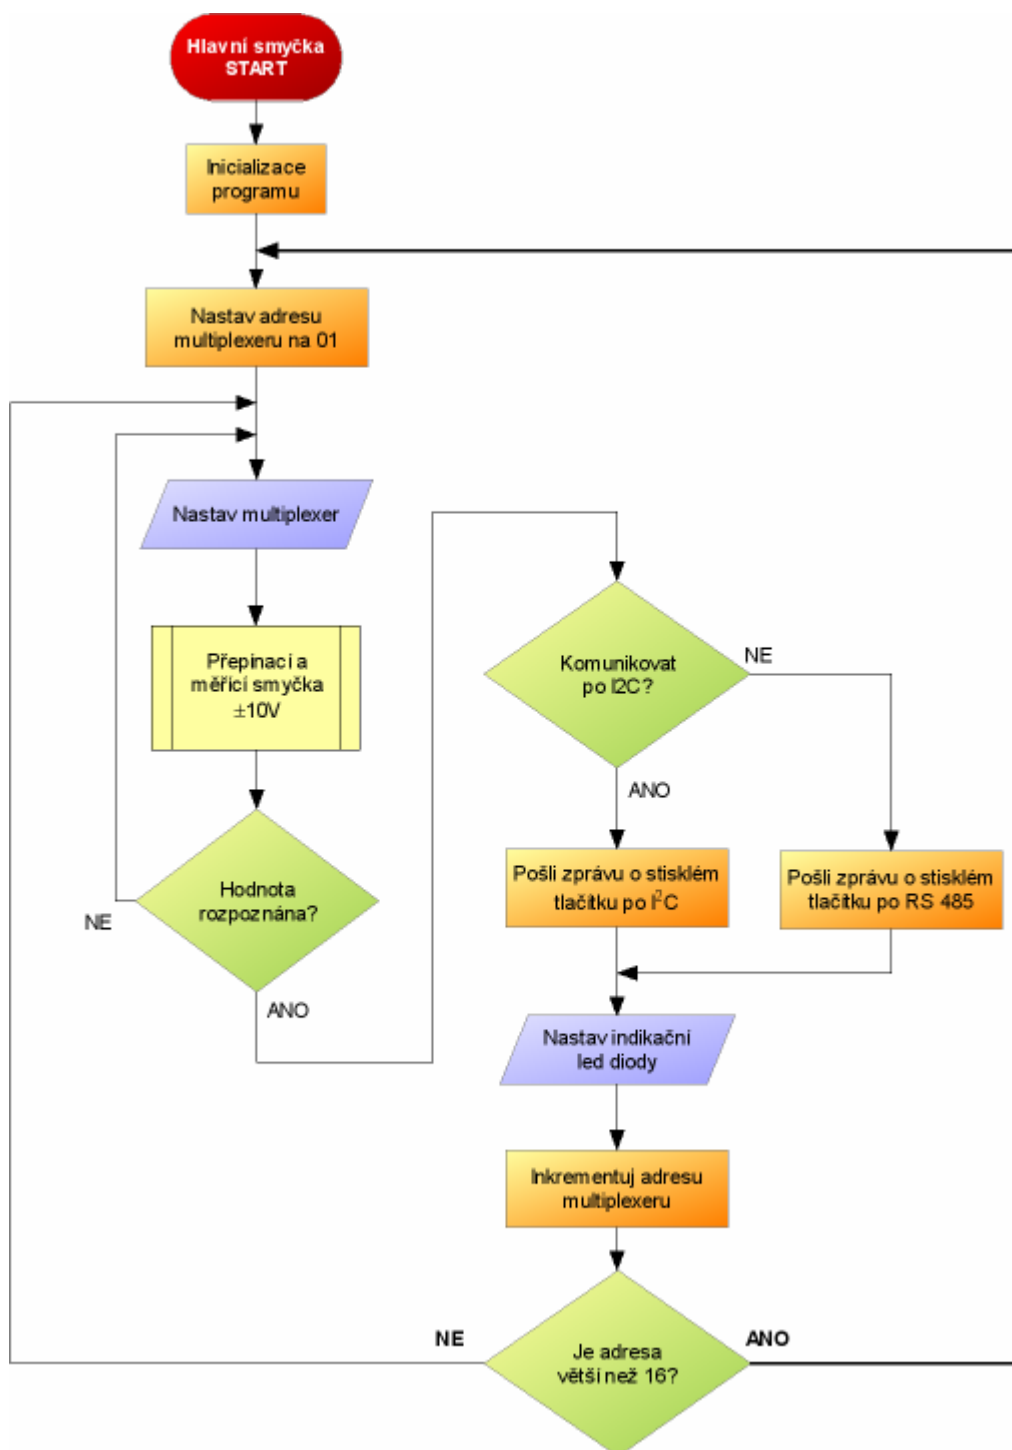 Hlavní smyčka
START
Inicializace
programu
Nastav adresu
multiplexeru na 01
Nastav multiplexer
Přepínací a
měřící smyčka
±10V
Hodnota
rozpoznána?
NE
ANO
Komunikovat
po I2C?
NE
ANO
Pošli zprávu o stisklém
tlačítku po I²C
Pošli zprávu o stisklém
tlačítku po RS 485
Nastav indikační
led diody
Inkrementuj adresu
multiplexeru
Je adresa
větší než 16?
NE
ANO